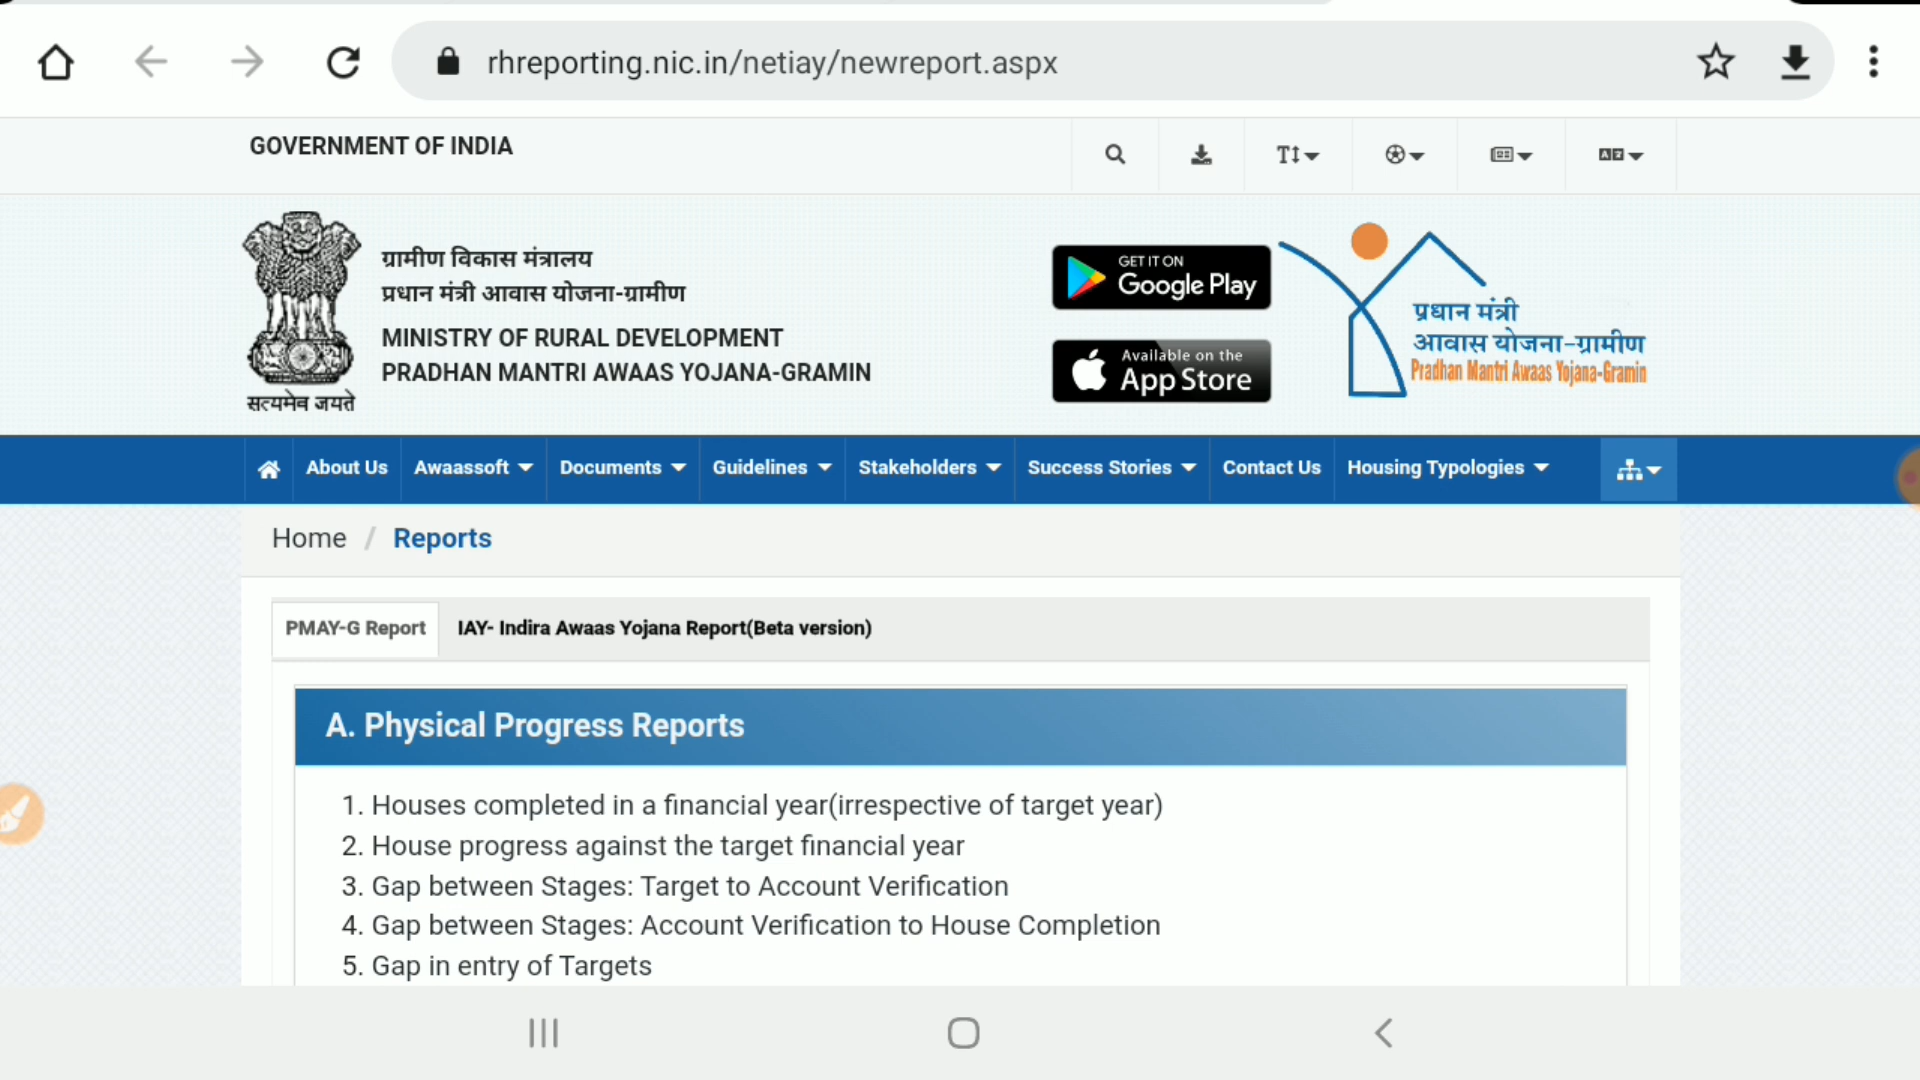 rhreporting.nic.in/netiay/newreport.aspx
GOVERNMENT OF INDIA
ग्रामीण विकास मंत्रालय
प्रधान मंत्री आवास योजना-ग्रामीण
MINISTRY OF RURAL DEVELOPMENT
PRADHAN MANTRI AWAAS YOJANA-GRAMIN
सत्यमेव जयते
GET IT ON
Google Play
Available on the
App Store
प्रधान मंत्री
आवास योजना-ग्रामीण
Pradhan Mantri Awaas Yojana-Gramin
About Us Awaassoft Documents Guidelines Stakeholders Success Stories Contact Us Housing Typologies
Home / Reports
PMAY-G Report IAY- Indira Awaas Yojana Report(Beta version)
A. Physical Progress Reports
1. Houses completed in a financial year(irrespective of target year)
2. House progress against the target financial year
3. Gap between Stages: Target to Account Verification
4. Gap between Stages: Account Verification to House Completion
5. Gap in entry of Targets